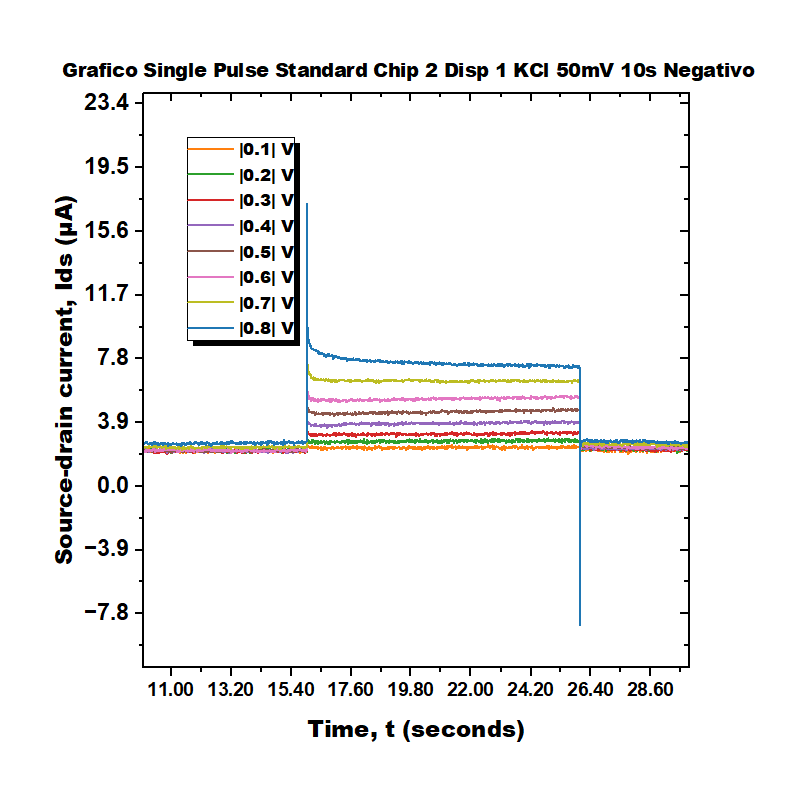 Grafico Single Pulse Standard Chip 2 Disp 1 KCl 50mV 10s Negativo
23.4
19.5
15.6
11.7
7.8
3.9
0.0
−3.9
−7.8
Source-drain current, Ids (μA)
|0.1| V
|0.2| V
|0.3| V
|0.4| V
|0.5| V
|0.6| V
|0.7| V
|0.8| V
11.00 13.20 15.40 17.60 19.80 22.00 24.20 26.40 28.60
Time, t (seconds)